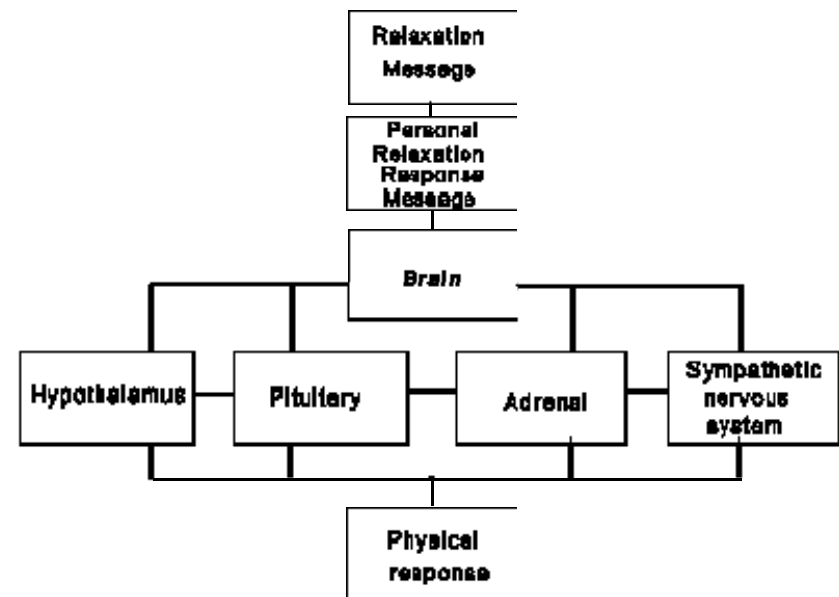 Relaxation
Message
Personal
Relaxation
Response
Message
Brain
Hypothalamus
Pituitary
Adrenal
Sympathetic
nervous
system
Physical
response